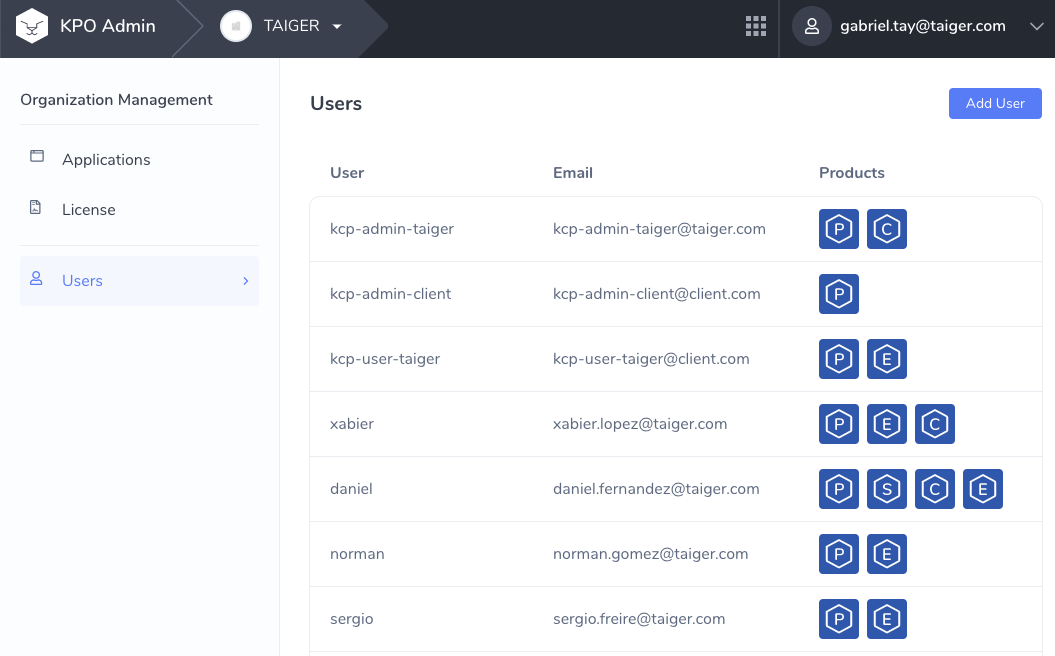 KPO Admin TAIGER gabriel.tay@taiger.com
Organization Management
Applications
License
Users
Users Add User
User Email Products
kcp-admin-taiger kcp-admin-taiger@taiger.com P C
kcp-admin-client kcp-admin-client@client.com P
kcp-user-taiger kcp-user-taiger@client.com P E
xabier xabier.lopez@taiger.com P E C
daniel daniel.fernandez@taiger.com P S C E
norman norman.gomez@taiger.com P E
sergio sergio.freire@taiger.com P E